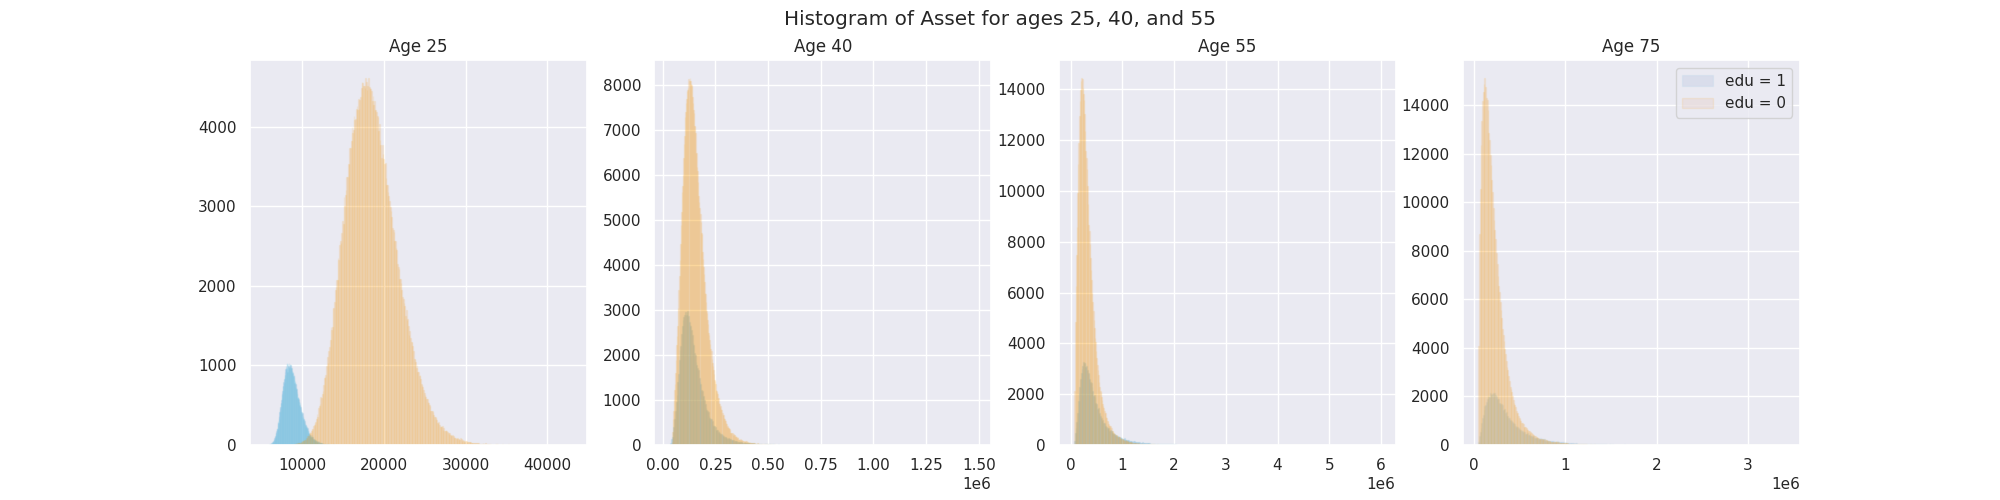 Histogram of Asset for ages 25, 40, and 55
Age 25
4000
3000
2000
1000
0
10000 20000 30000 40000
Age 40
8000
7000
6000
5000
4000
3000
2000
1000
0
0.00 0.25 0.50 0.75 1.00 1.25 1.50
1e6
Age 55
14000
12000
10000
8000
6000
4000
2000
0
0 1 2 3 4 5 6
1e6
Age 75
edu = 1
edu = 0
14000
12000
10000
8000
6000
4000
2000
0
0 1 2 3
1e6